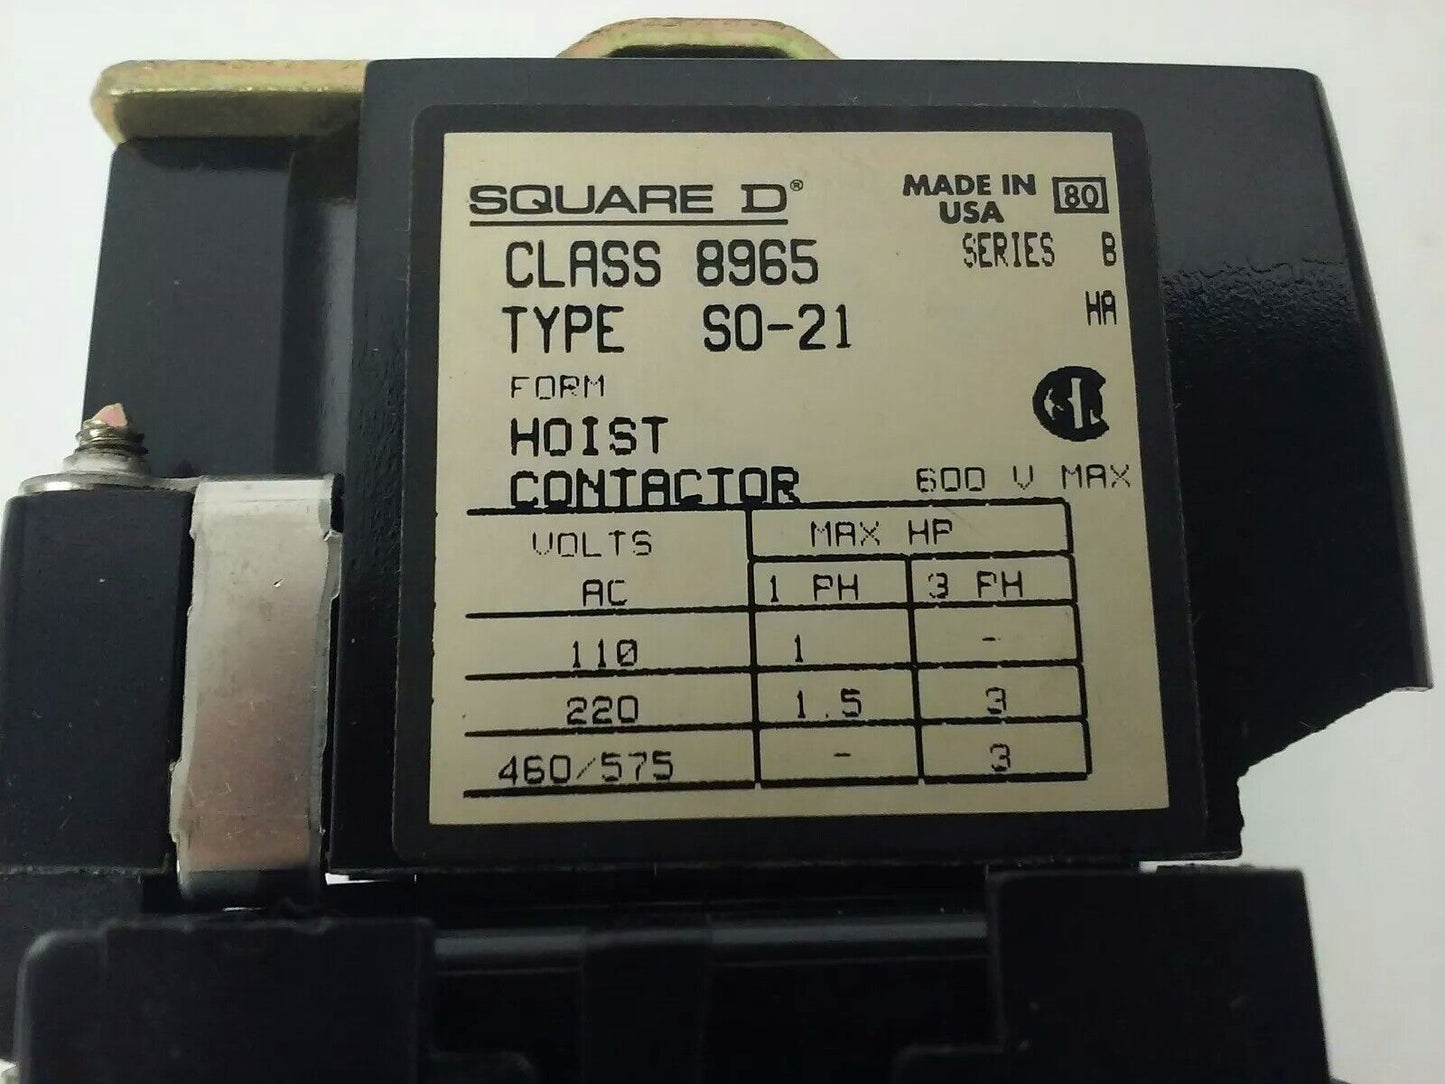 SQUARE D®
MADE IN
USA
80
CLASS 8965
SERIES B
TYPE SO-21
HA
FORM
HOIST
CONTACTOR
600 V MAX
VOLTS MAX HP
AC 1 PH 3 PH
110 1 -
220 1.5 3
460/575 - 3